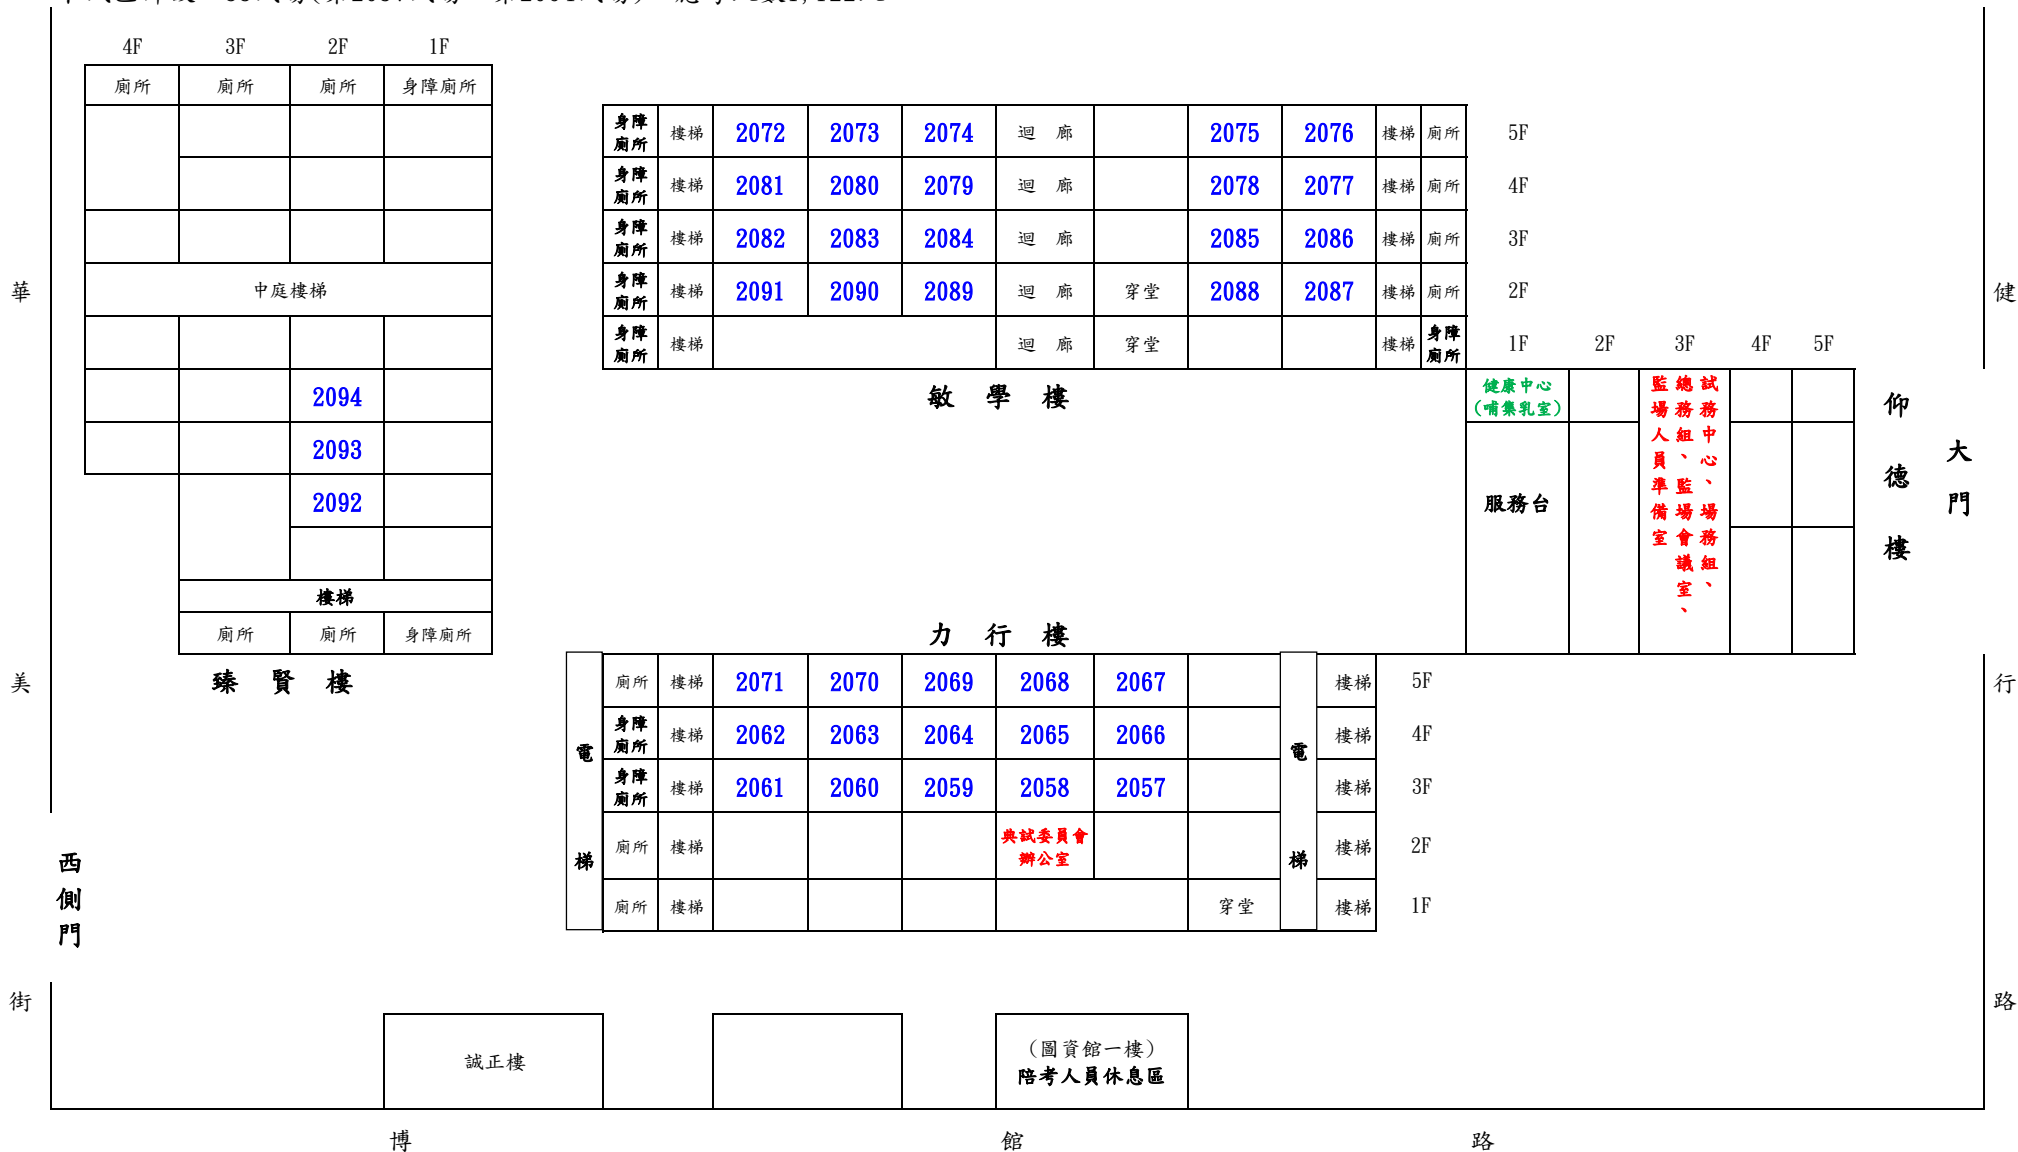 4F 3F 2F 1F
廁所 廁所 廁所 身障廁所
中庭樓梯
2094
2093
2092
樓梯
廁所 廁所 身障廁所
臻賢樓
身障廁所 樓梯 2072 2073 2074 迴廊 2075 2076 樓梯 廁所 5F
身障廁所 樓梯 2081 2080 2079 迴廊 2078 2077 樓梯 廁所 4F
身障廁所 樓梯 2082 2083 2084 迴廊 2085 2086 樓梯 廁所 3F
身障廁所 樓梯 2091 2090 2089 迴廊 穿堂 2088 2087 樓梯 廁所 2F
身障廁所 樓梯 迴廊 穿堂 樓梯 身障廁所 1F 2F 3F 4F 5F
敏學樓
健康中心
(哺集乳室)
服務台
試務中心、場務組、
總務組、監場會議室、
監場人員準備室
仰德樓
大門
力行樓
電梯
廁所 樓梯 2071 2070 2069 2068 2067 樓梯 5F
身障廁所 樓梯 2062 2063 2064 2065 2066 樓梯 4F
身障廁所 樓梯 2061 2060 2059 2058 2057 樓梯 3F
廁所 樓梯 典試委員會辦公室 樓梯 2F
廁所 樓梯 穿堂 樓梯 1F
電梯
西側門
誠正樓
(圖資館一樓)
陪考人員休息區
華美街
健行路
博館路